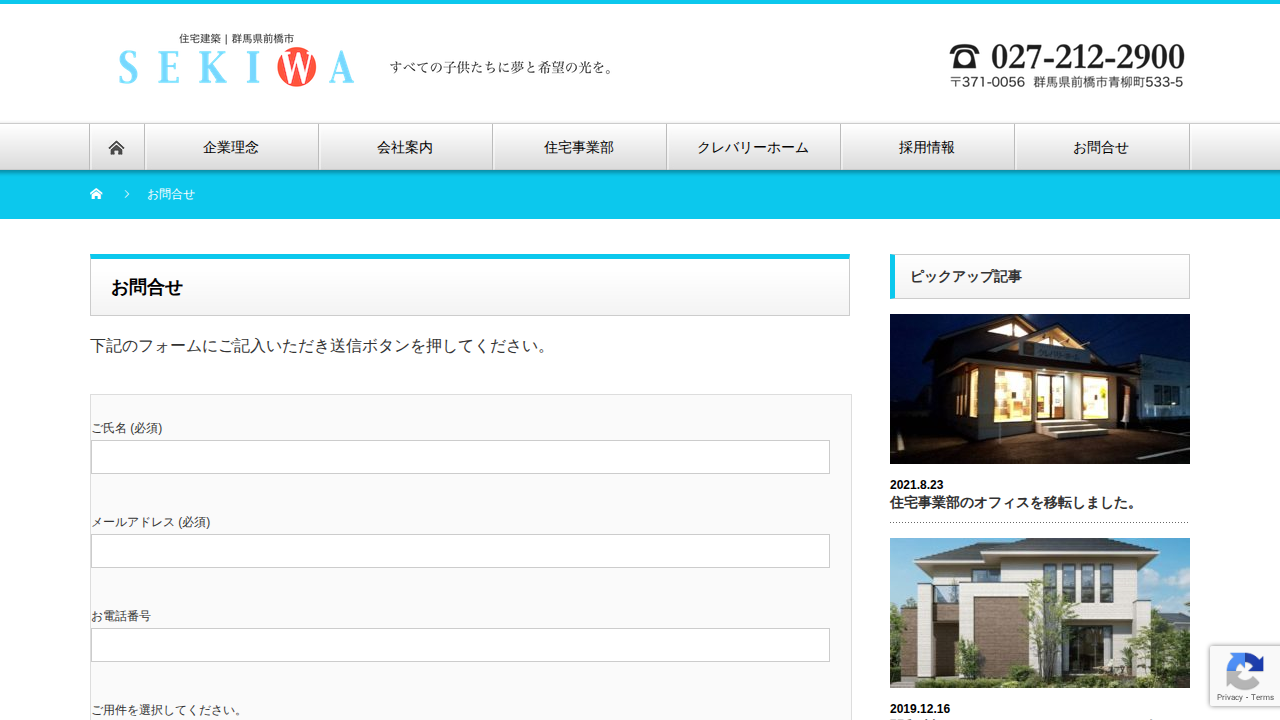 住宅建築｜群馬県前橋市
SEKIWA
すべての子供たちに夢と希望の光を。
027-212-2900
〒371-0056 群馬県前橋市青柳町533-5
企業理念
会社案内
住宅事業部
クレバリーホーム
採用情報
お問合せ
お問合せ
お問合せ
下記のフォームにご記入いただき送信ボタンを押してください。
ご氏名 (必須)
メールアドレス (必須)
お電話番号
ご用件を選択してください。
ピックアップ記事
クレバリーホーム
2021.8.23
住宅事業部のオフィスを移転しました。
2019.12.16
Privacy - Terms